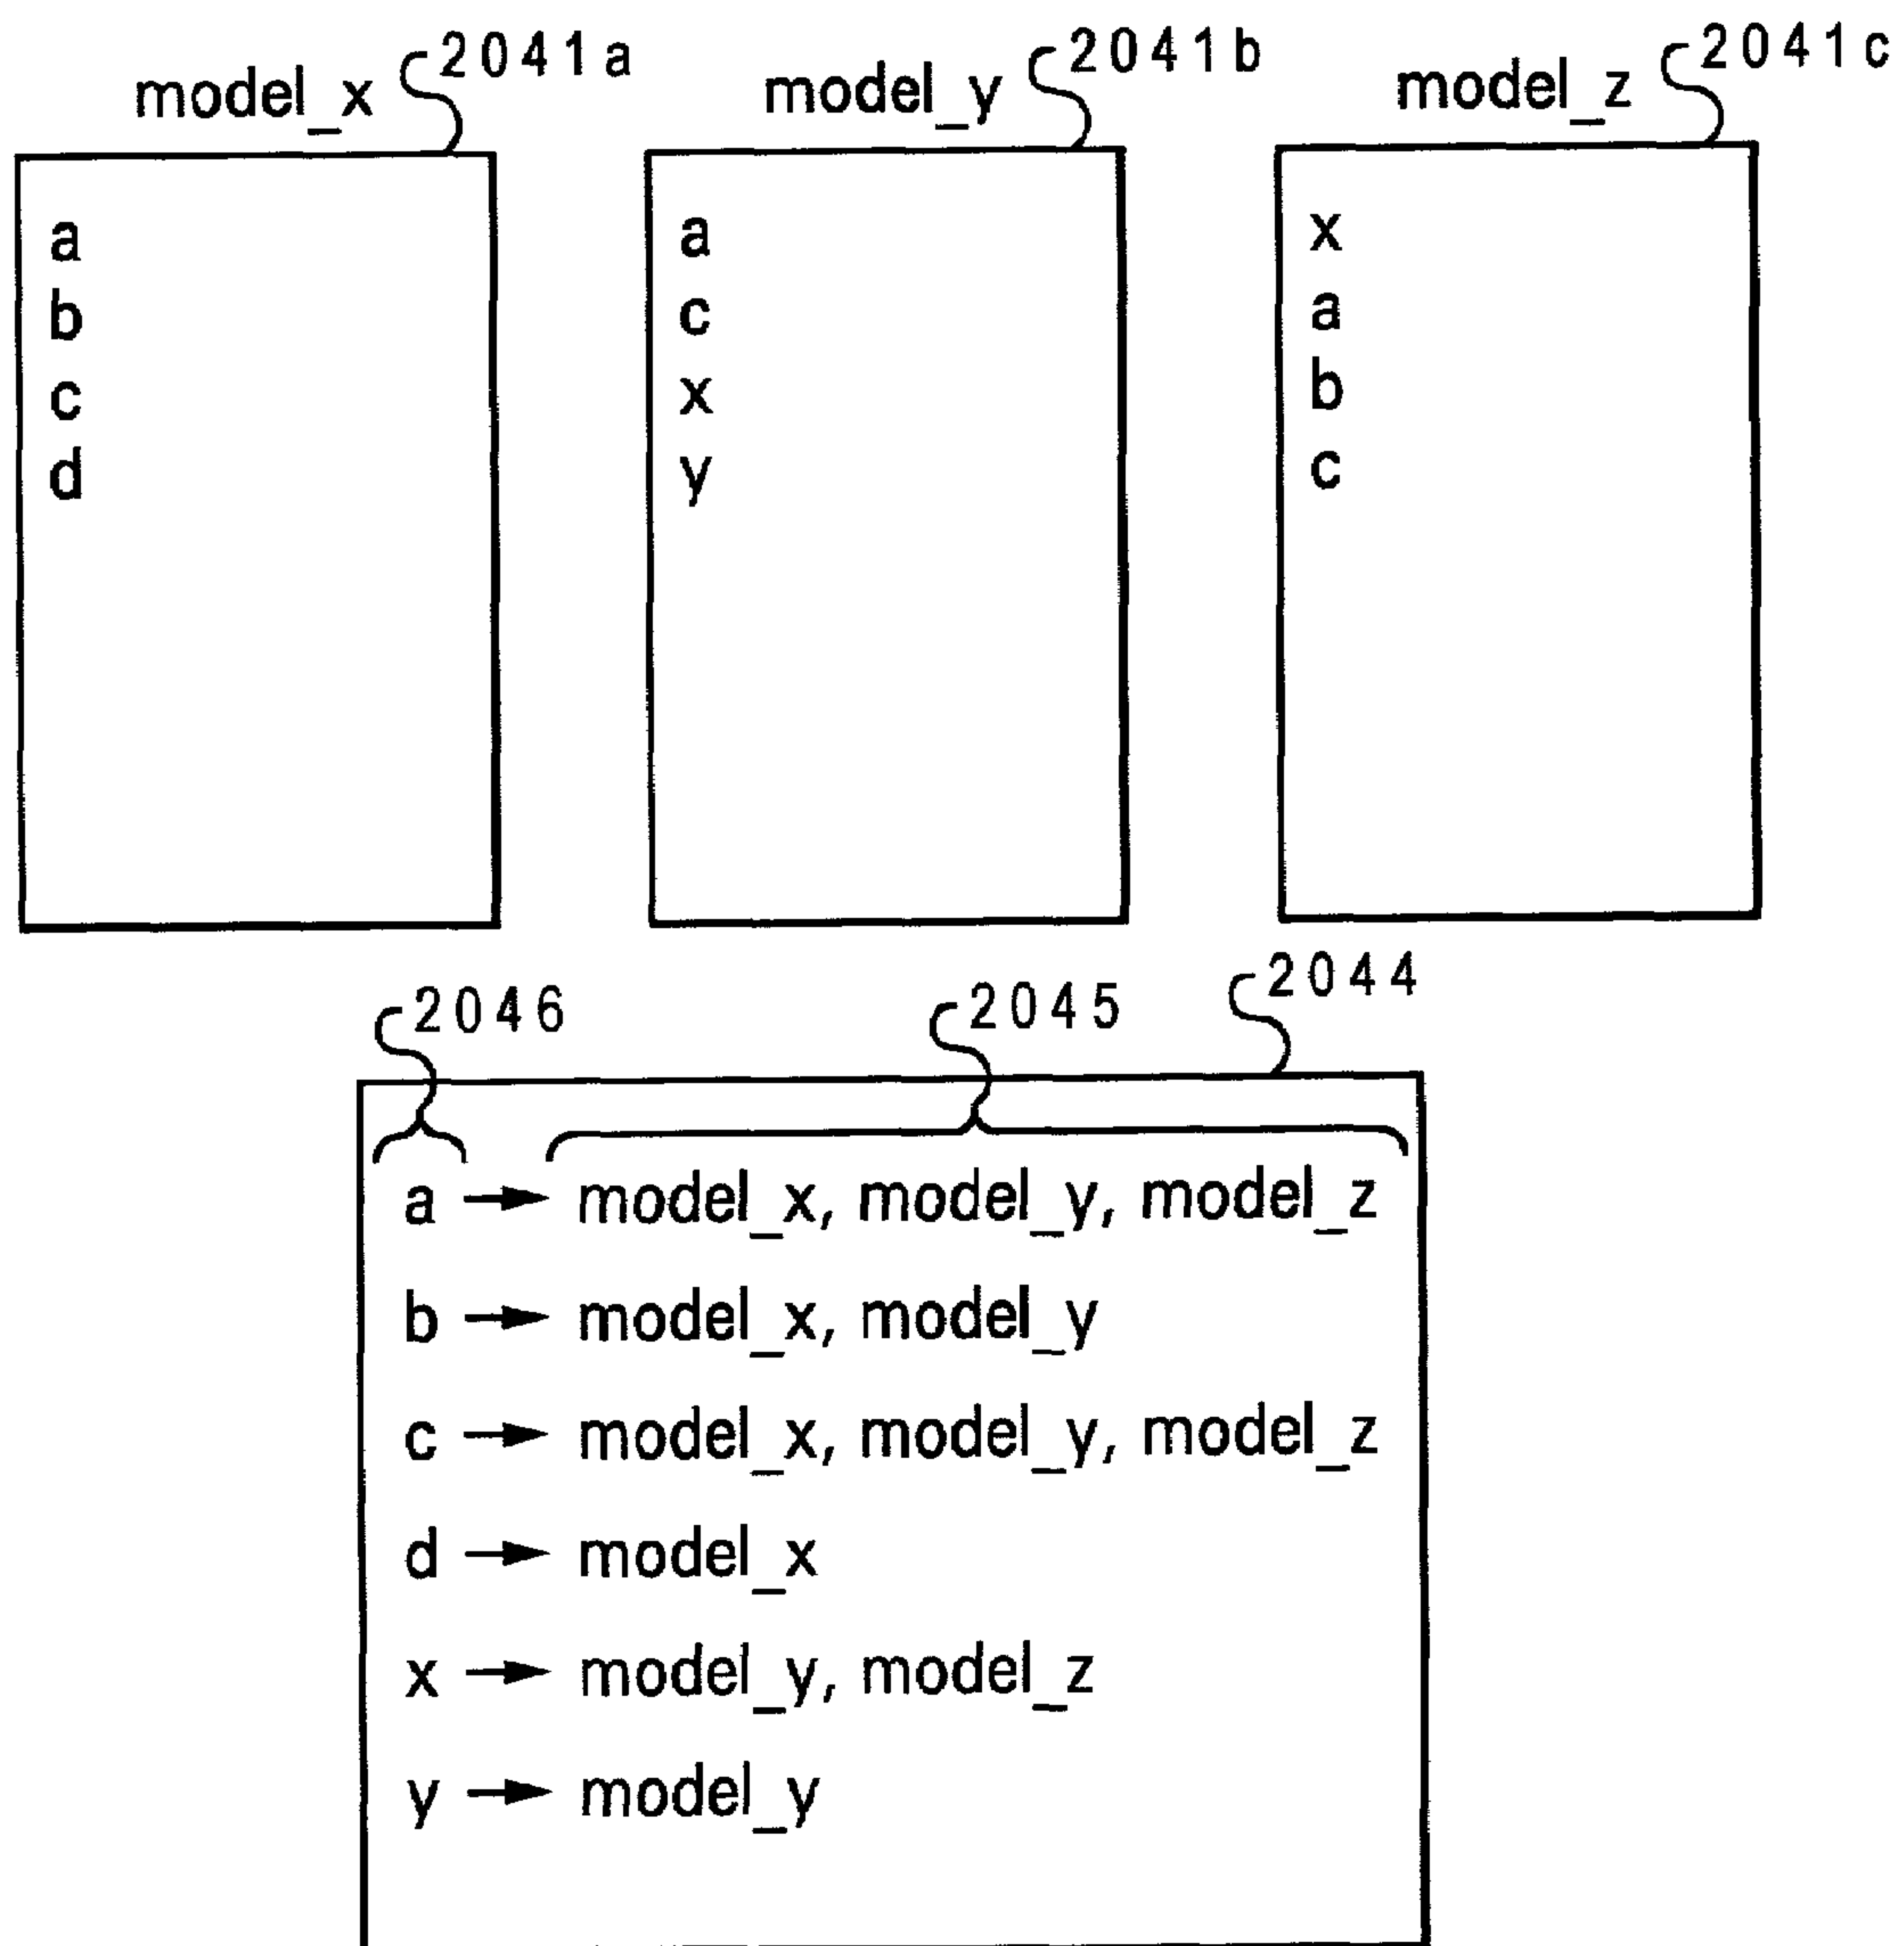 model_x 2041a
model_y 2041b
model_z 2041c
a
b
c
d
a
c
x
y
x
a
b
c
2046
2045
2044
a → model_x, model_y, model_z
b → model_x, model_y
c → model_x, model_y, model_z
d → model_x
x → model_y, model_z
y → model_y